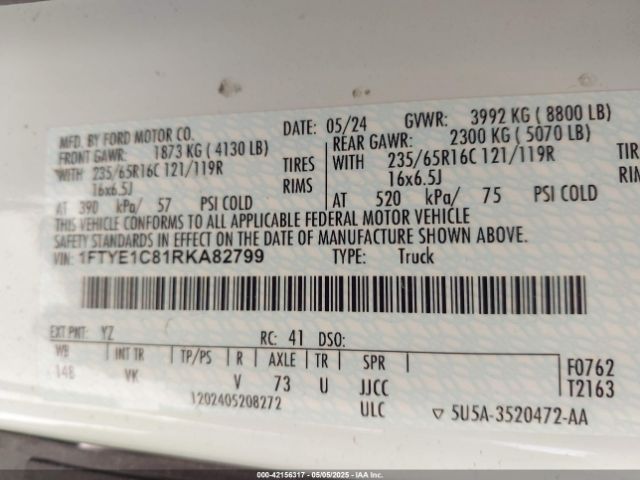 MFD. BY FORD MOTOR CO. DATE: 05/24 GVWR: 3992 KG ( 8800 LB)
FRONT GAWR: 1873 KG ( 4130 LB) REAR GAWR: 2300 KG ( 5070 LB)
WITH 235/65R16C 121/119R TIRES WITH 235/65R16C 121/119R TIRES
16x6.5J RIMS 16x6.5J RIMS
AT 390 kPa/ 57 PSI COLD AT 520 kPa/ 75 PSI COLD
THIS VEHICLE CONFORMS TO ALL APPLICABLE FEDERAL MOTOR VEHICLE
SAFETY STANDARDS IN EFFECT ON THE DATE OF MANUFACTURE SHOWN ABOVE.
VIN: 1FTYE1C81RKA82799 TYPE: Truck
EXT PNT: YZ RC: 41 DSO:
WB INT TR TP/PS R AXLE TR SPR F0762
148 VK V 73 U JJCC T2163
1202405208272 ULC ▽ 5U5A-3520472-AA
000-42156317 - 05/05/2025 - IAA Inc.